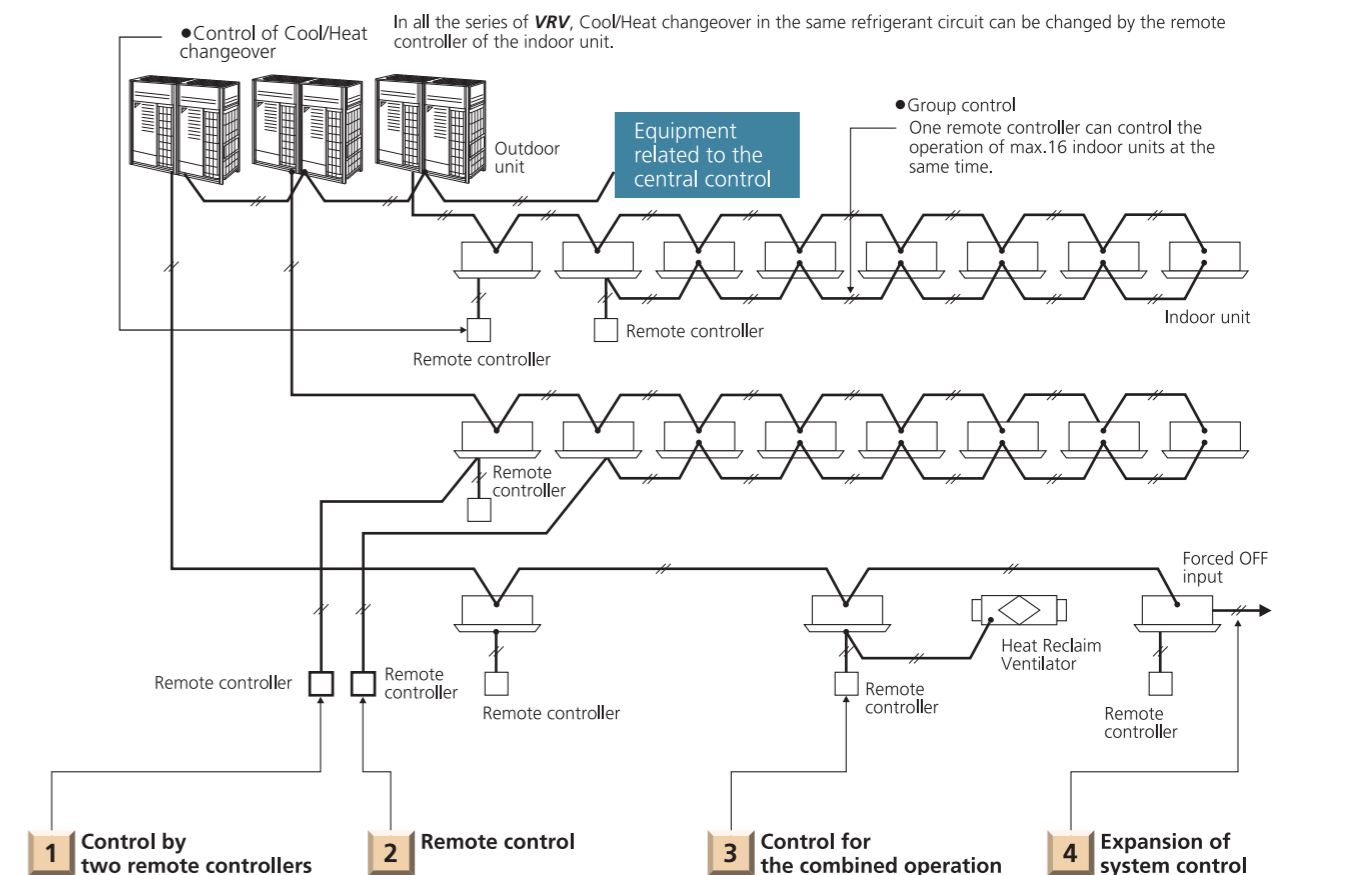 ●Control of Cool/Heat
changeover
In all the series of VRV, Cool/Heat changeover in the same refrigerant circuit can be changed by the remote
controller of the indoor unit.
●Group control
One remote controller can control the
operation of max.16 indoor units at the
same time.
Equipment
related to the
central control
Outdoor
unit
Indoor unit
Remote controller
Remote controller
Remote
controller
Forced OFF
input
Heat Reclaim
Ventilator
Remote controller
Remote
controller
Remote controller
Remote
controller
Remote
controller
1 Control by
two remote controllers
2 Remote control
3 Control for
the combined operation
4 Expansion of
system control